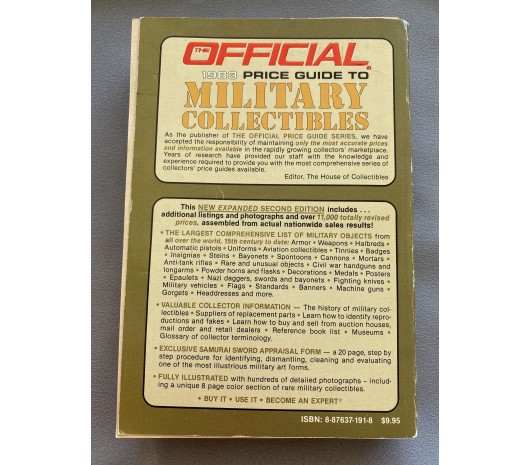 THE OFFICIAL®
1983 PRICE GUIDE TO
MILITARY
COLLECTIBLES
As the publisher of THE OFFICIAL PRICE GUIDE SERIES, we have
accepted the responsibility of maintaining only the most accurate prices
and information available in the rapidly growing collectors' marketplace.
Years of research have provided our staff with the knowledge and
experience required to provide you with the most comprehensive series of
collectors' price guides available.
Editor, The House of Collectibles
This NEW EXPANDED SECOND EDITION includes . . .
additional listings and photographs and over 11,000 totally revised
prices, assembled from actual nationwide sales results!
• THE LARGEST COMPREHENSIVE LIST OF MILITARY OBJECTS from
all over the world, 15th century to date: Armor • Weapons • Halbreds •
Automatic pistols • Uniforms • Aviation collectibles • Tinnies • Badges
• Insignias • Steins • Bayonets • Spontoons • Cannons • Mortars •
Anti-tank rifles • Rare and unusual objects • Civil war handguns and
longarms • Powder horns and flasks • Decorations • Medals • Posters
• Epaulets • Nazi daggers, swords and bayonets • Fighting knives •
Military vehicles • Flags • Standards • Banners • Machine guns •
Gorgets • Headdresses and more.
• VALUABLE COLLECTOR INFORMATION — The history of military col-
lectibles • Suppliers of replacement parts • Learn how to identify repro-
ductions and fakes • Learn how to buy and sell from auction houses,
mail order and retail dealers • Reference book list • Museums •
Glossary of collector terminology.
• EXCLUSIVE SAMURAI SWORD APPRAISAL FORM — a 20 page, step by
step procedure for identifying, dismantling, cleaning and evaluating
one of the most illustrious military art forms.
• FULLY ILLUSTRATED with hundreds of detailed photographs - includ-
ing a unique 8 page color section of rare military collectibles.
• BUY IT • USE IT • BECOME AN EXPERT®
ISBN: 8-87637-191-8 $9.95